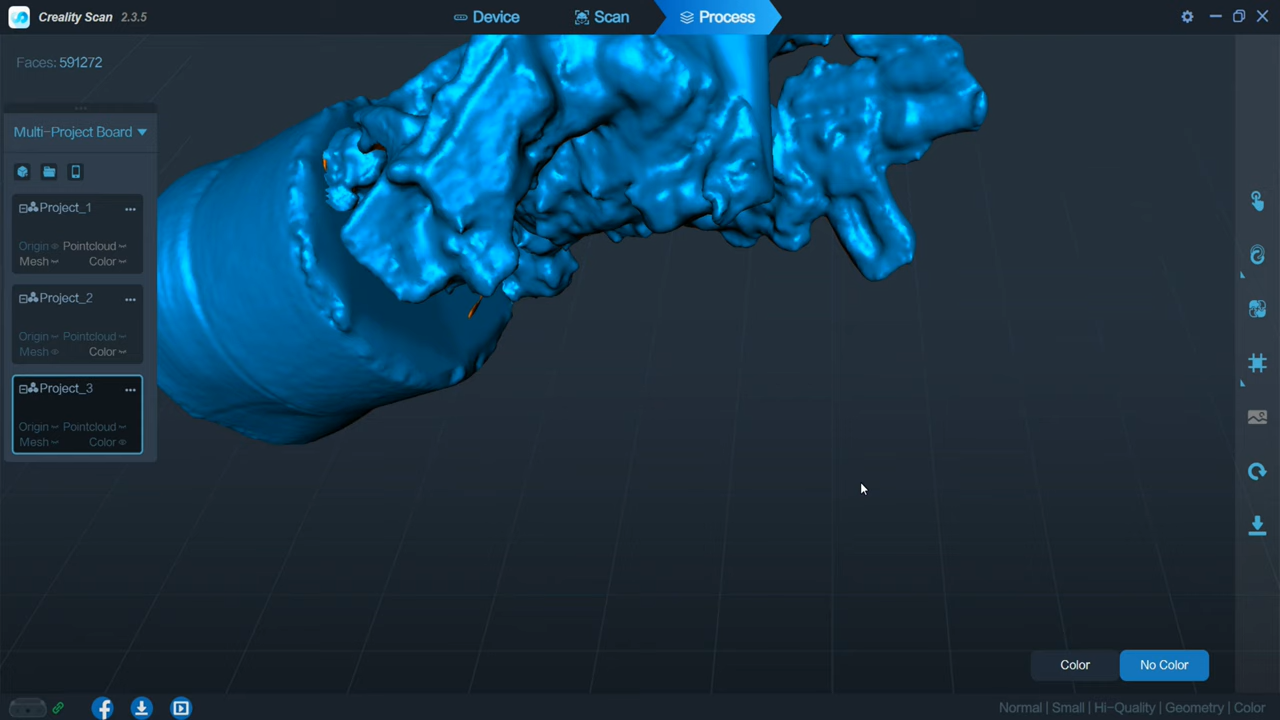 Creality Scan 2.3.5
Device
Scan
Process
Faces: 591272
Multi-Project Board
Project_1
Origin Pointcloud
Mesh Color
Project_2
Origin Pointcloud
Mesh Color
Project_3
Origin Pointcloud
Mesh Color
Color
No Color
Normal | Small | Hi-Quality | Geometry | Color